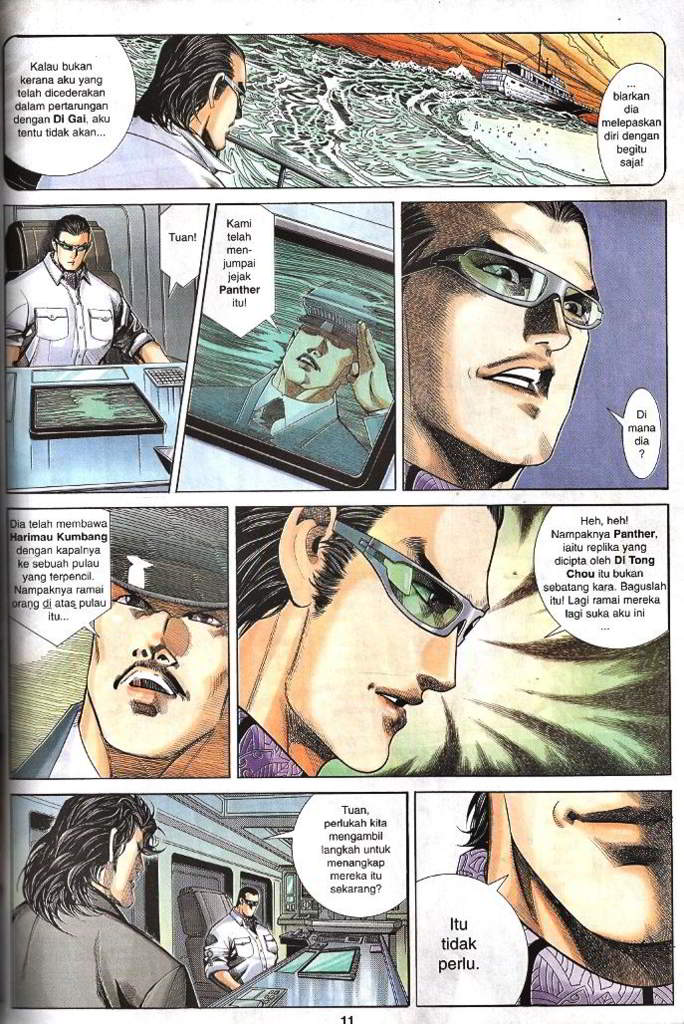 Kalau bukan
kerana aku yang
telah dicederakan
dalam pertarungan
dengan Di Gai, aku
tentu tidak akan...
...
biarkan
dia
melepaskan
diri dengan
begitu
saja!
Tuan!
Kami
telah
men-
jumpai
jejak
Panther
itu!
Di
mana
dia
?
Dia telah membawa
Harimau Kumbang
dengan kapalnya
ke sebuah pulau
yang terpencil.
Nampaknya ramai
orang di atas pulau
itu...
Heh, heh!
Nampaknya Panther,
iaitu replika yang
dicipta oleh Di Tong
Chou itu bukan
sebatang kara. Baguslah
itu! Lagi ramai mereka
lagi suka aku ini
...
Tuan,
perlukah kita
mengambil
langkah untuk
menangkap
mereka itu
sekarang?
Itu
tidak
perlu.
11